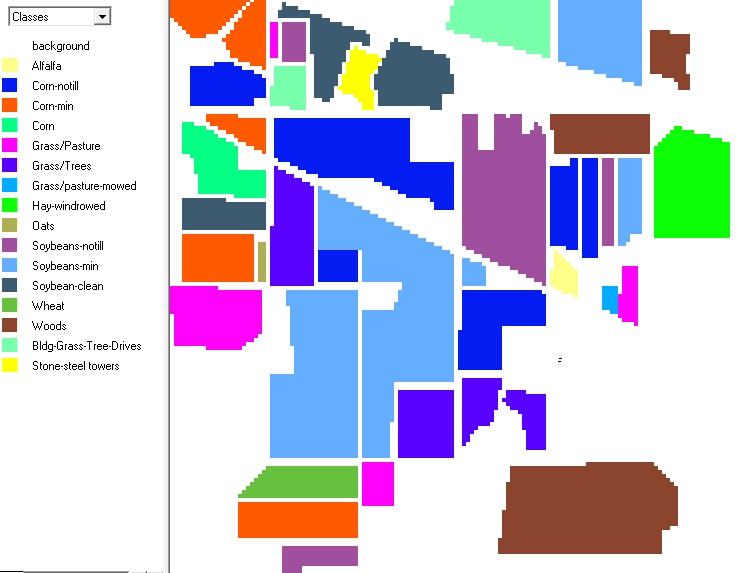 Classes
background
Alfalfa
Corn-notill
Corn-min
Corn
Grass/Pasture
Grass/Trees
Grass/pasture-mowed
Hay-windrowed
Oats
Soybeans-notill
Soybeans-min
Soybean-clean
Wheat
Woods
Bldg-Grass-Tree-Drives
Stone-steel towers